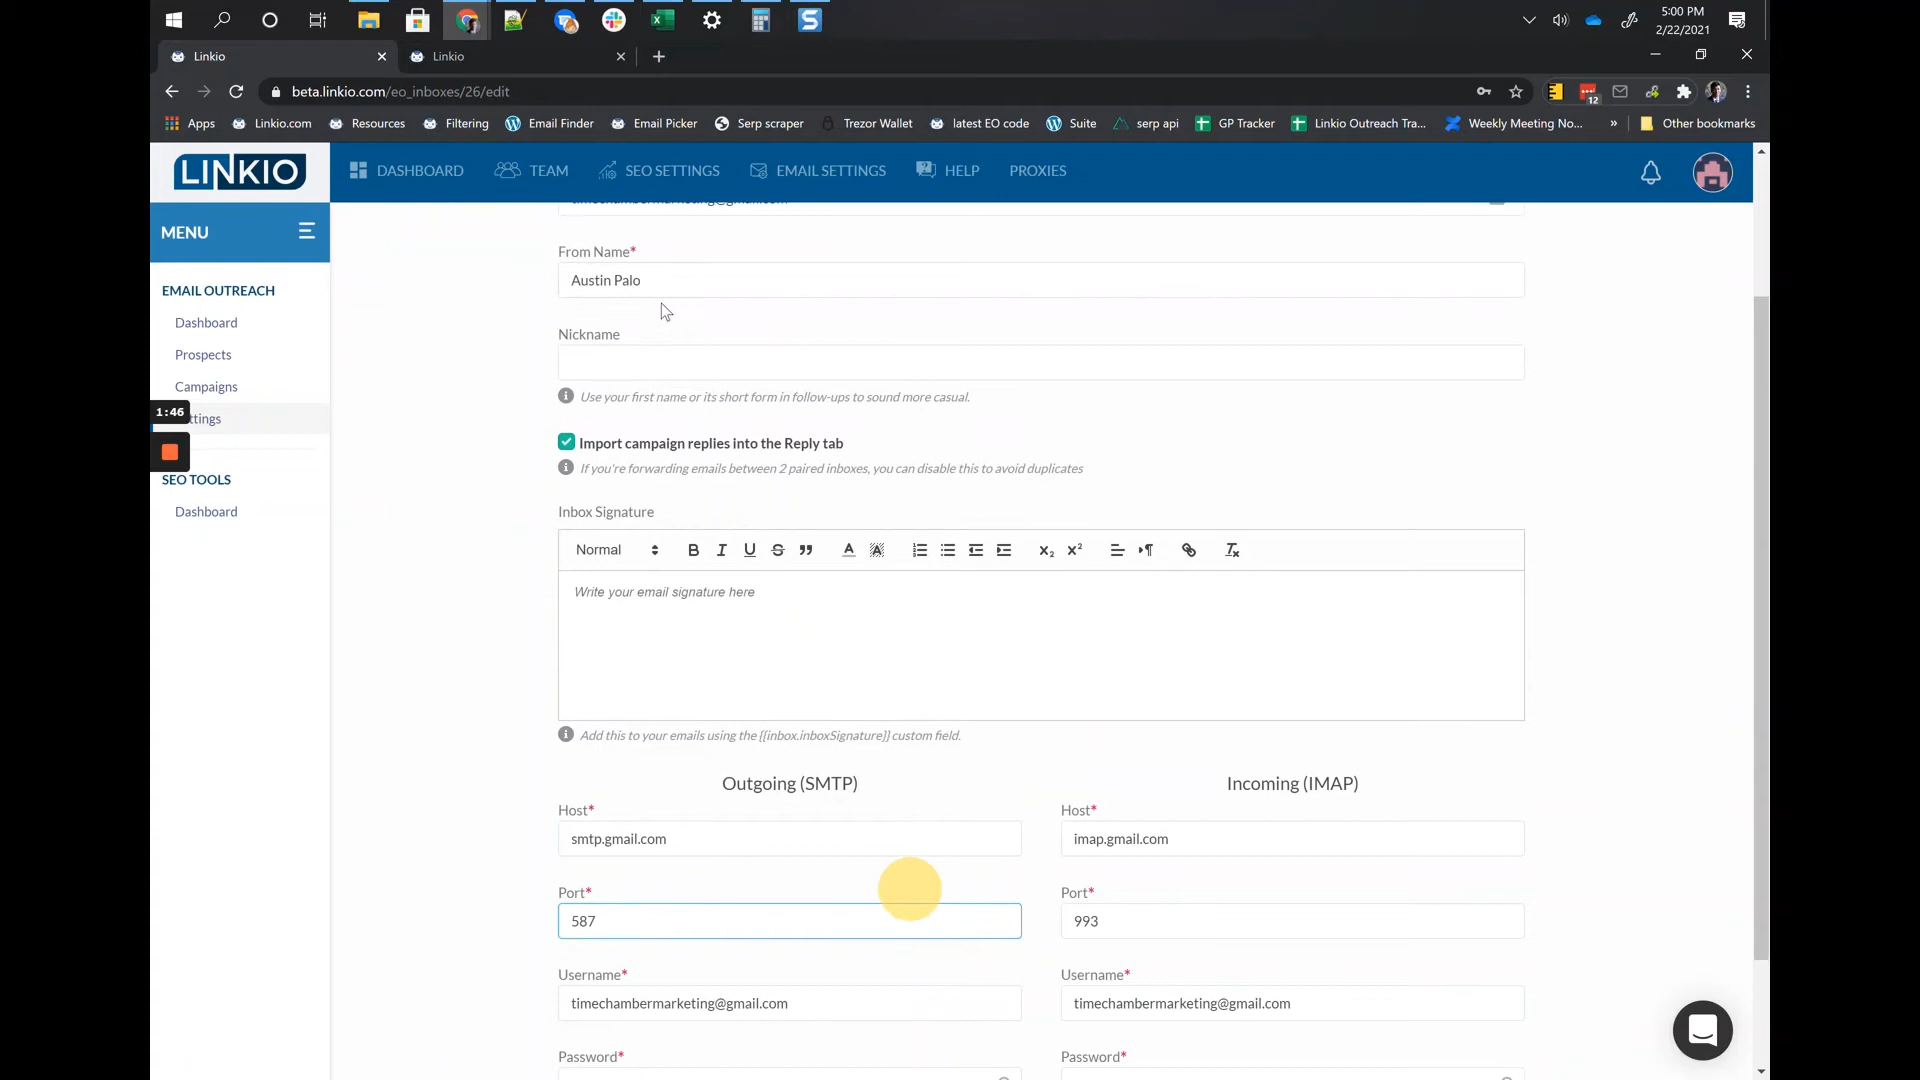 5:00 PM
2/22/2021
Linkio
Linkio
beta.linkio.com/eo_inboxes/26/edit
12
Apps
Linkio.com
Resources
Filtering
Email Finder
Email Picker
Serp scraper
Trezor Wallet
latest EO code
Suite
serp api
GP Tracker
Linkio Outreach Tra...
Weekly Meeting No...
»
Other bookmarks
LINKIO
DASHBOARD
TEAM
SEO SETTINGS
EMAIL SETTINGS
HELP
PROXIES
MENU
EMAIL OUTREACH
Dashboard
Prospects
Campaigns
1:46
ttings
SEO TOOLS
Dashboard
timechambermarketing@gmail.com
From Name*
Austin Palo
Nickname
Use your first name or its short form in follow-ups to sound more casual.
Import campaign replies into the Reply tab
If you're forwarding emails between 2 paired inboxes, you can disable this to avoid duplicates
Inbox Signature
Normal
Write your email signature here
Add this to your emails using the {{inbox.inboxSignature}} custom field.
Outgoing (SMTP)
Host*
smtp.gmail.com
Port*
587
Username*
timechambermarketing@gmail.com
Password*
Incoming (IMAP)
Host*
imap.gmail.com
Port*
993
Username*
timechambermarketing@gmail.com
Password*